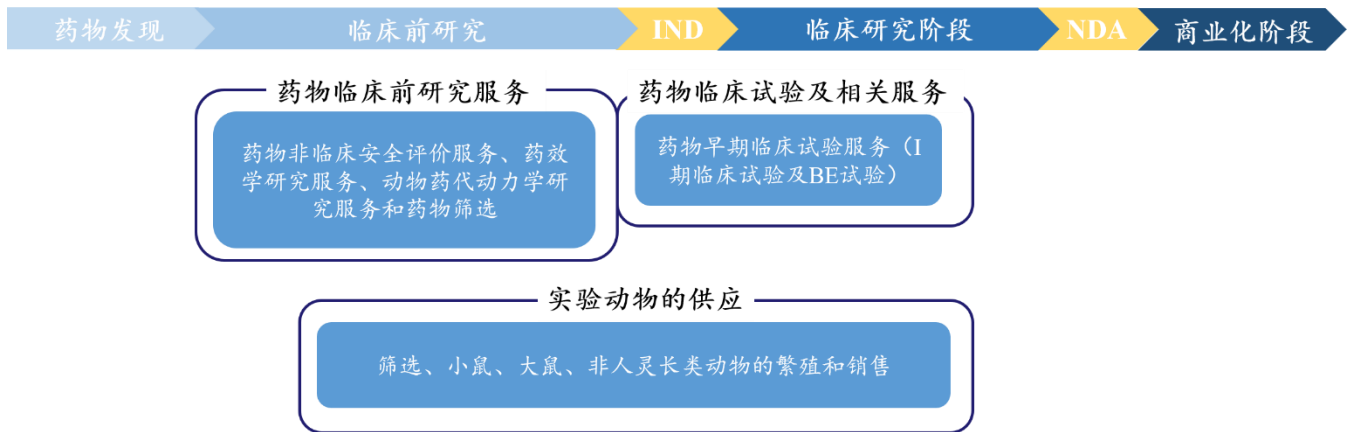 药物发现 临床前研究 IND 临床研究阶段 NDA 商业化阶段
药物临床前研究服务
药物非临床安全评价服务、药效
学研究服务、动物药代动力学研
究服务和药物筛选
药物临床试验及相关服务
药物早期临床试验服务（I
期临床试验及BE试验）
实验动物的供应
筛选、小鼠、大鼠、非人灵长类动物的繁殖和销售